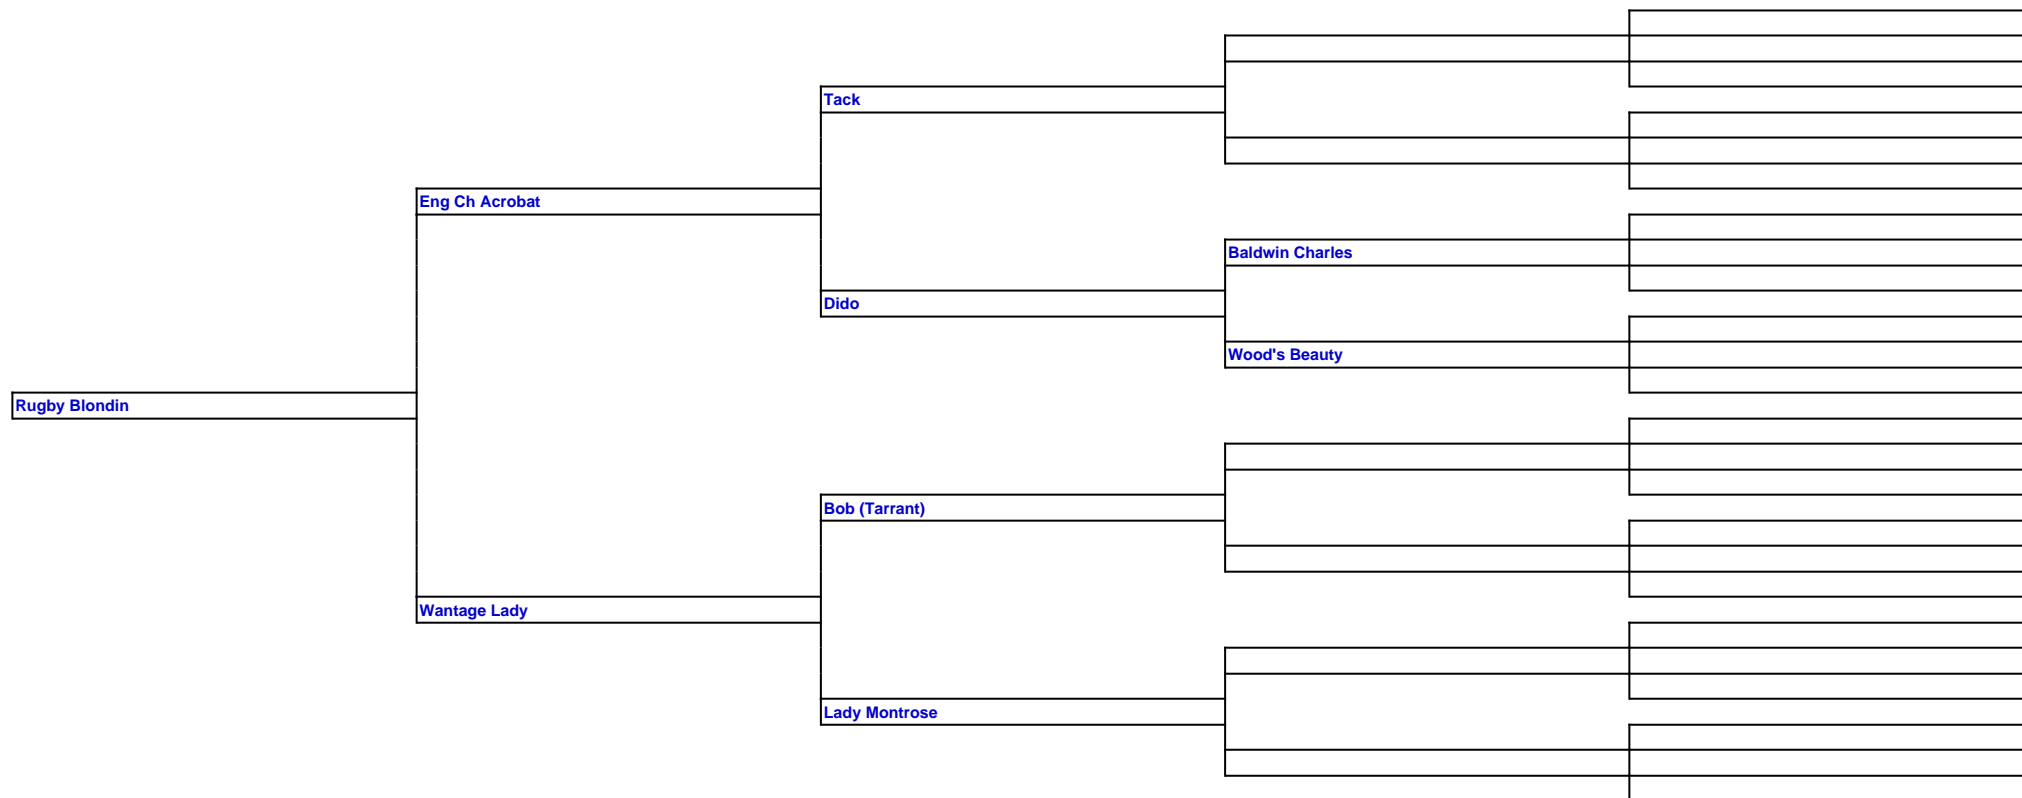 Tack
Eng Ch Acrobat
Baldwin Charles
Dido
Wood's Beauty
Rugby Blondin
Bob (Tarrant)
Wantage Lady
Lady Montrose